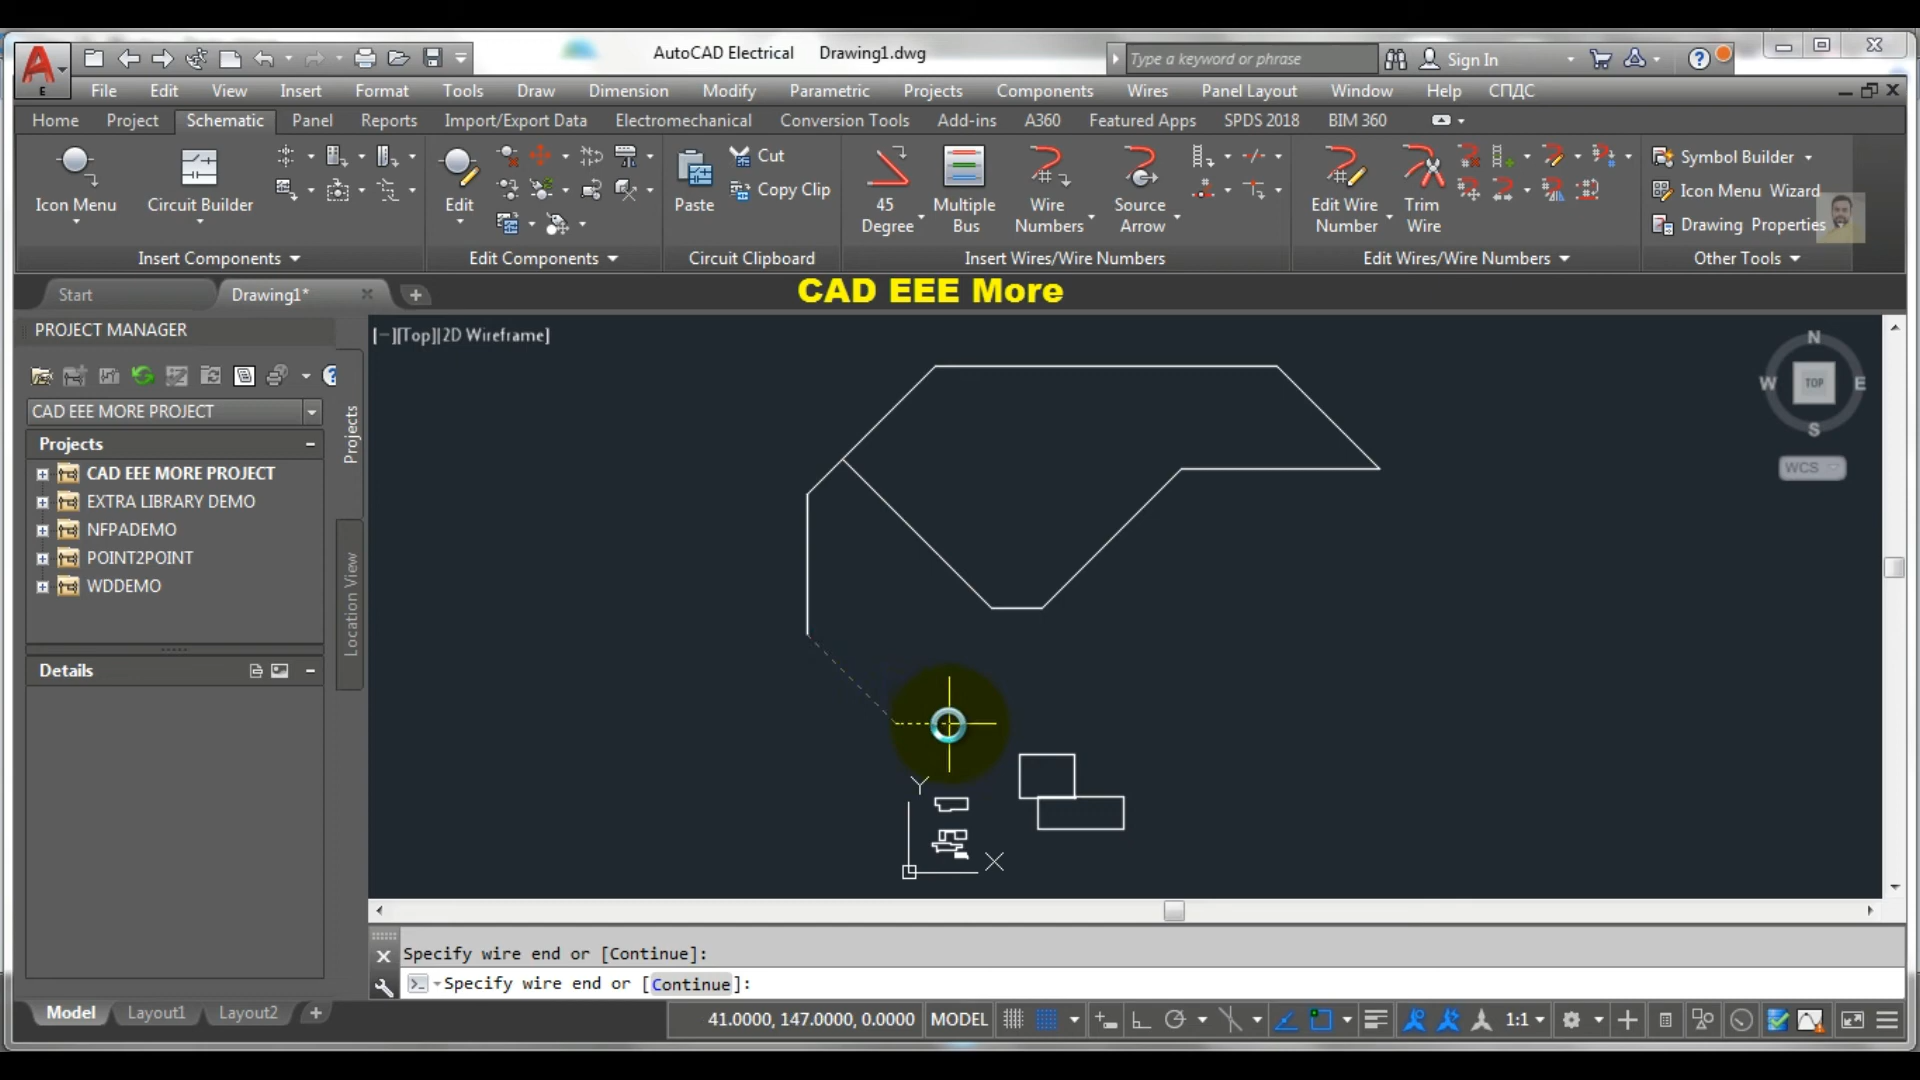 AutoCAD Electrical Drawing1.dwg
Type a keyword or phrase
Sign In
File Edit View Insert Format Tools Draw Dimension Modify Parametric Projects Components Wires Panel Layout Window Help СПДС
Home Project Schematic Panel Reports Import/Export Data Electromechanical Conversion Tools Add-ins A360 Featured Apps SPDS 2018 BIM 360
Icon Menu
Circuit Builder
Edit
Paste
Cut
Copy Clip
45 Degree
Multiple Bus
Wire Numbers
Source Arrow
Edit Wire Number
Trim Wire
Symbol Builder
Icon Menu Wizard
Drawing Properties
Insert Components Edit Components Circuit Clipboard Insert Wires/Wire Numbers Edit Wires/Wire Numbers Other Tools
Start Drawing1*
CAD EEE More
PROJECT MANAGER
CAD EEE MORE PROJECT
Projects
CAD EEE MORE PROJECT
EXTRA LIBRARY DEMO
NFPADEMO
POINT2POINT
WDDEMO
Details
Projects
Location View
[−][Top][2D Wireframe]
N
W TOP E
S
WCS
Y
X
Specify wire end or [Continue]:
Specify wire end or [Continue]:
Model Layout1 Layout2
41.0000, 147.0000, 0.0000 MODEL 1:1